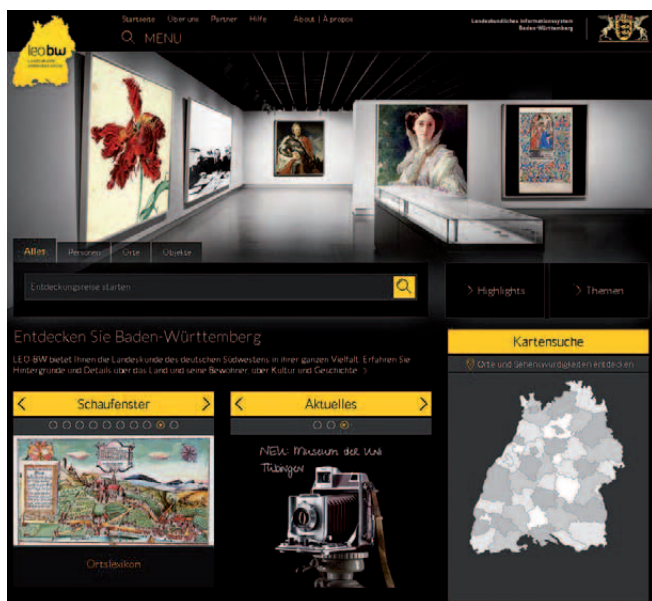 Startseite Über uns Partner Hilfe About | À propos
MENU
Landeskundliches Informationssystem
Baden-Württemberg
leobw
Alles Personen Orte Objekte
Entdeckungsreise starten
> Highlights > Themen
Entdecken Sie Baden-Württemberg
LEO-BW bietet Ihnen die Landeskunde des deutschen Südwestens in ihrer ganzen Vielfalt. Erfahren Sie
Hintergründe und Details über das Land und seine Bewohner, über Kultur und Geschichte >
Kartensuche
Orte und Sehenswürdigkeiten entdecken
< Schaufenster >
< Aktuelles >
NEU: Museum der Uni
Tübingen
Ortslexikon